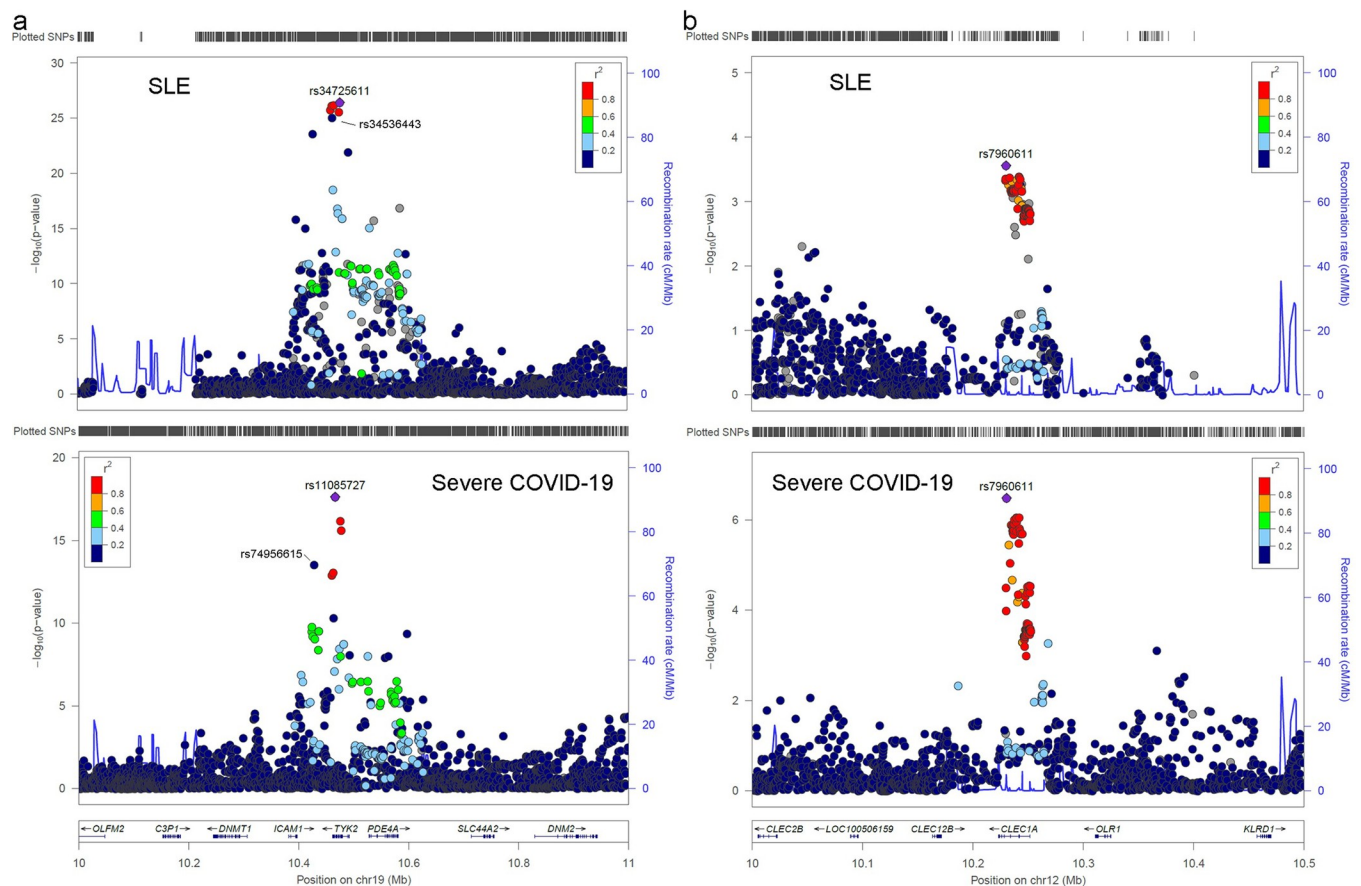 a
Plotted SNPs
SLE
rs34725611
rs34536443
r2
0.8
0.6
0.4
0.2
30
25
20
15
10
5
0
−log10(p-value)
100
80
60
40
20
0
Recombination rate (cM/Mb)
Plotted SNPs
Severe COVID-19
rs11085727
rs74956615
r2
0.8
0.6
0.4
0.2
20
15
10
5
0
−log10(p-value)
100
80
60
40
20
0
Recombination rate (cM/Mb)
OLFM2 C3P1 DNMT1 ICAM1 TYK2 PDE4A SLC44A2 DNM2
10 10.2 10.4 10.6 10.8 11
Position on chr19 (Mb)
b
Plotted SNPs
SLE
rs7960611
r2
0.8
0.6
0.4
0.2
5
4
3
2
1
0
−log10(p-value)
100
80
60
40
20
0
Recombination rate (cM/Mb)
Plotted SNPs
Severe COVID-19
rs7960611
r2
0.8
0.6
0.4
0.2
6
4
2
0
−log10(p-value)
100
80
60
40
20
0
Recombination rate (cM/Mb)
CLEC2B LOC100506159 CLEC12B CLEC1A OLR1 KLRD1
10 10.1 10.2 10.3 10.4 10.5
Position on chr12 (Mb)